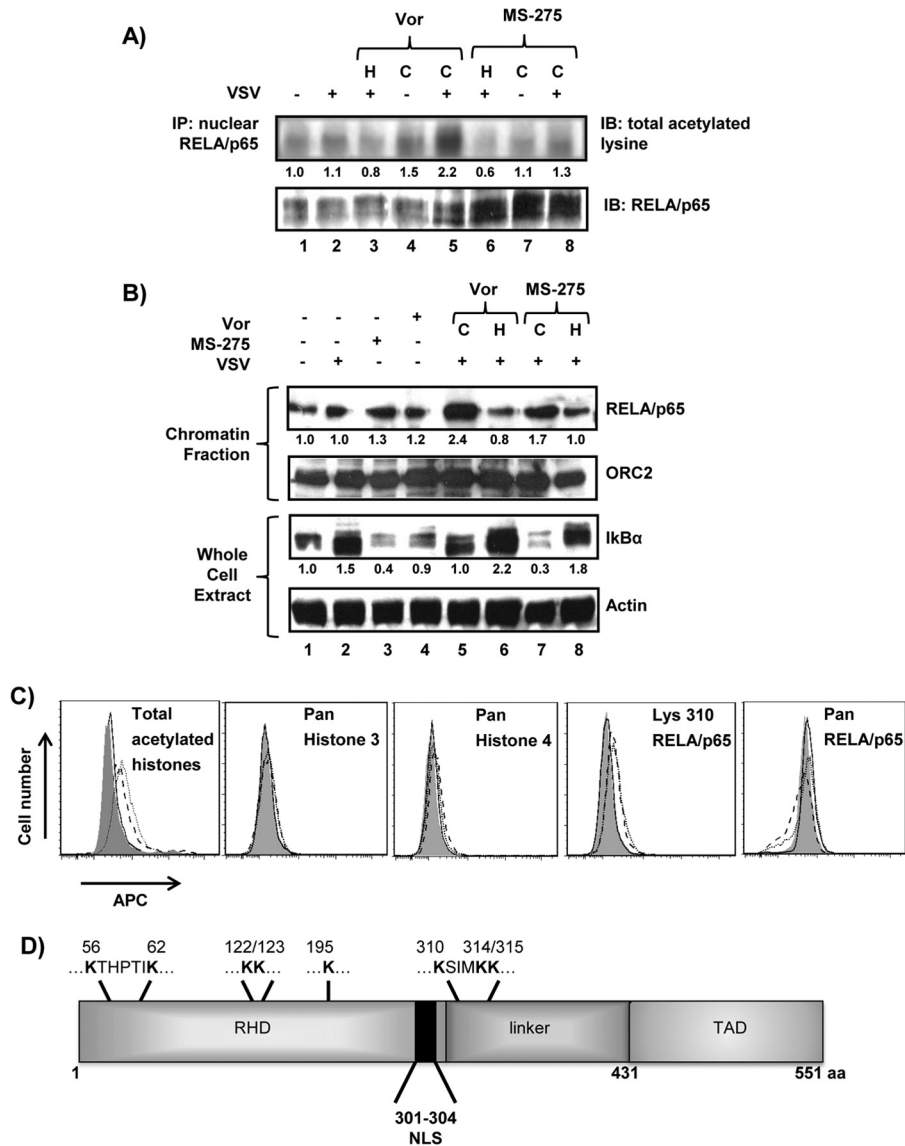 A)
Vor MS-275
H C C H C C
VSV - + + - + + - +
IP: nuclear
RELA/p65
IB: total acetylated
lysine
1.0 1.1 0.8 1.5 2.2 0.6 1.1 1.3
IB: RELA/p65
1 2 3 4 5 6 7 8
B)
Vor MS-275
C H C H
Vor - - - +
MS-275 - - + -
VSV - + - - + + + +
Chromatin
Fraction
RELA/p65
1.0 1.0 1.3 1.2 2.4 0.8 1.7 1.0
ORC2
Whole
Cell
Extract
IkBα
1.0 1.5 0.4 0.9 1.0 2.2 0.3 1.8
Actin
1 2 3 4 5 6 7 8
C)
Cell number
Total
acetylated
histones
Pan
Histone 3
Pan
Histone 4
Lys 310
RELA/p65
Pan
RELA/p65
APC
D)
56 62 122/123 195 310 314/315
...KTHPTIK... ...KK... ...K... ...KSIMKK...
RHD linker TAD
1 431 551 aa
301-304
NLS